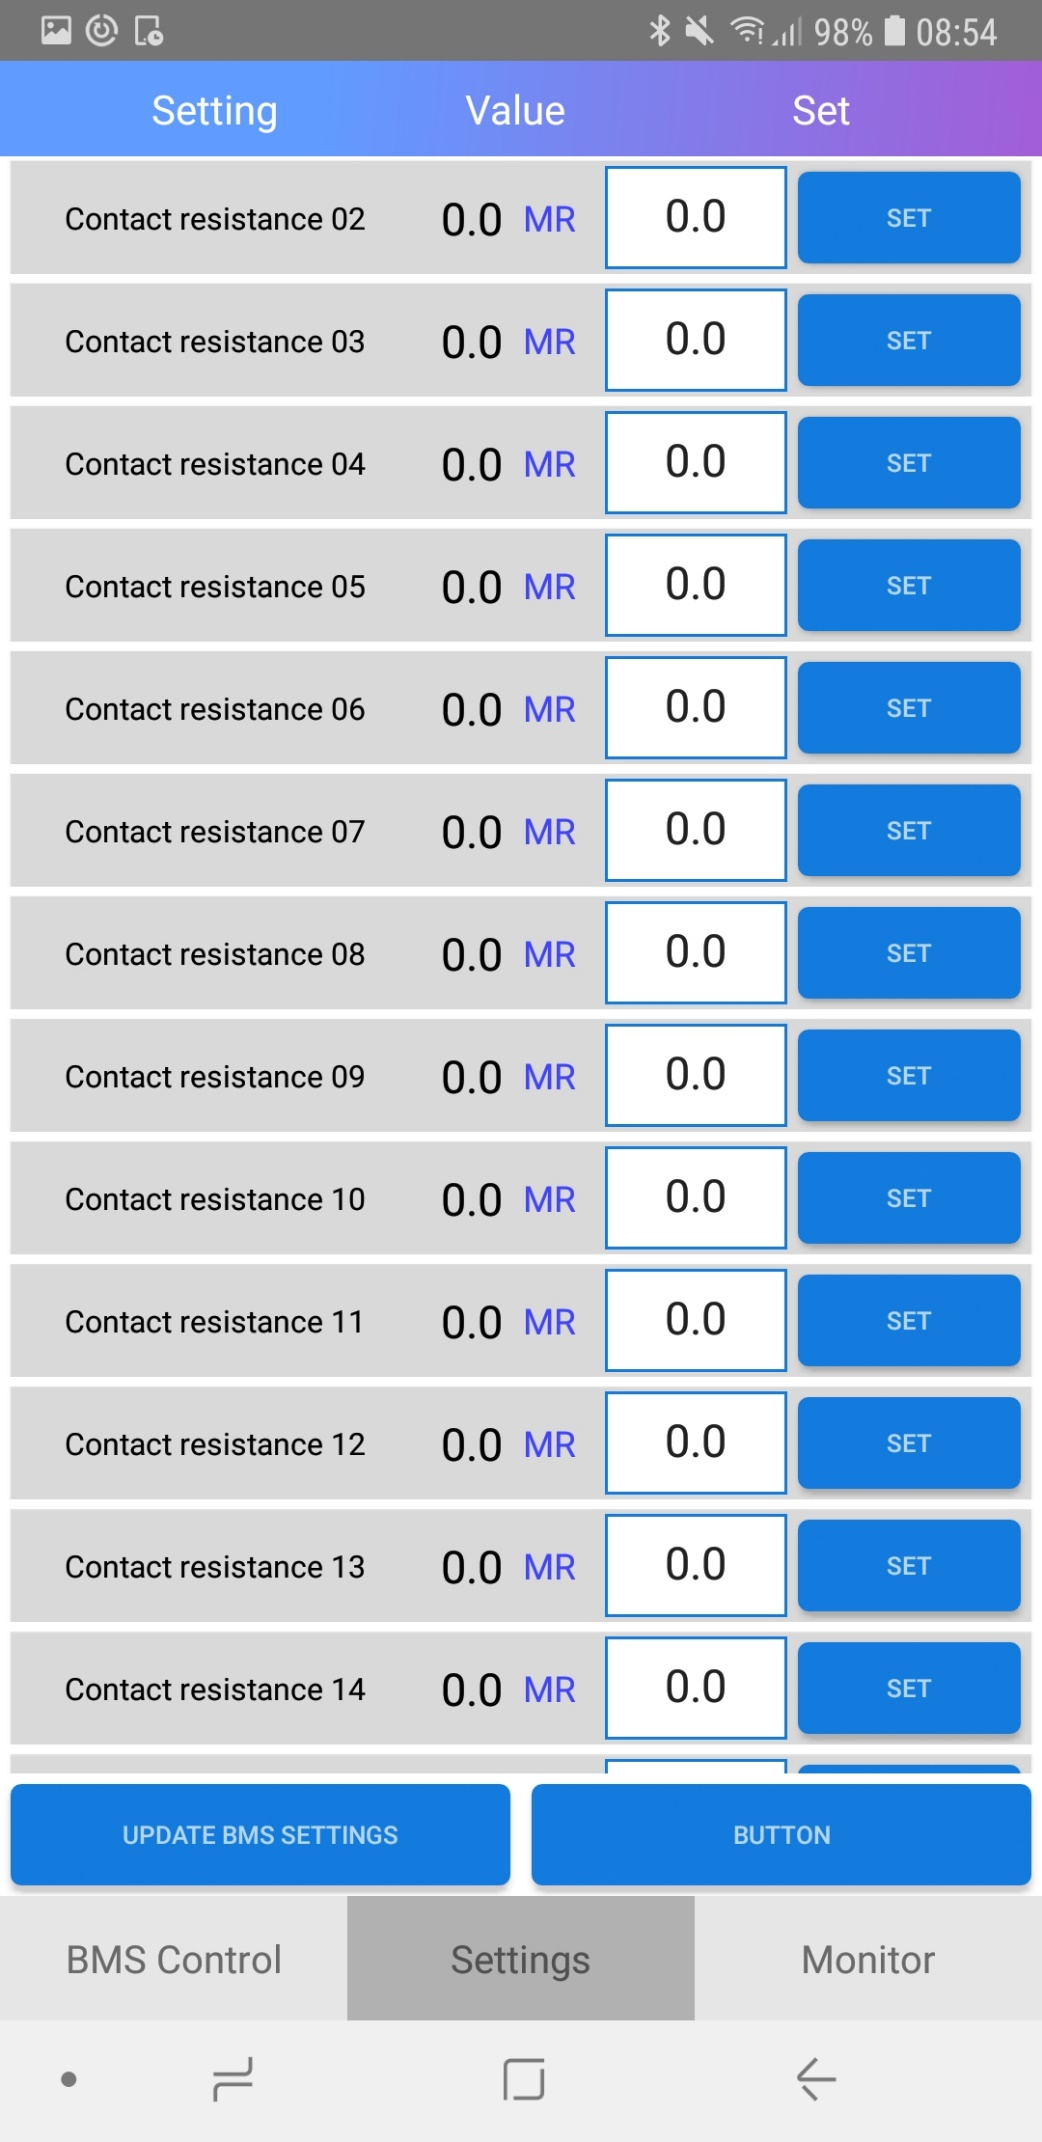 98% 08:54
Setting Value Set
Contact resistance 02 0.0 MR 0.0 SET
Contact resistance 03 0.0 MR 0.0 SET
Contact resistance 04 0.0 MR 0.0 SET
Contact resistance 05 0.0 MR 0.0 SET
Contact resistance 06 0.0 MR 0.0 SET
Contact resistance 07 0.0 MR 0.0 SET
Contact resistance 08 0.0 MR 0.0 SET
Contact resistance 09 0.0 MR 0.0 SET
Contact resistance 10 0.0 MR 0.0 SET
Contact resistance 11 0.0 MR 0.0 SET
Contact resistance 12 0.0 MR 0.0 SET
Contact resistance 13 0.0 MR 0.0 SET
Contact resistance 14 0.0 MR 0.0 SET
UPDATE BMS SETTINGS BUTTON
BMS Control Settings Monitor